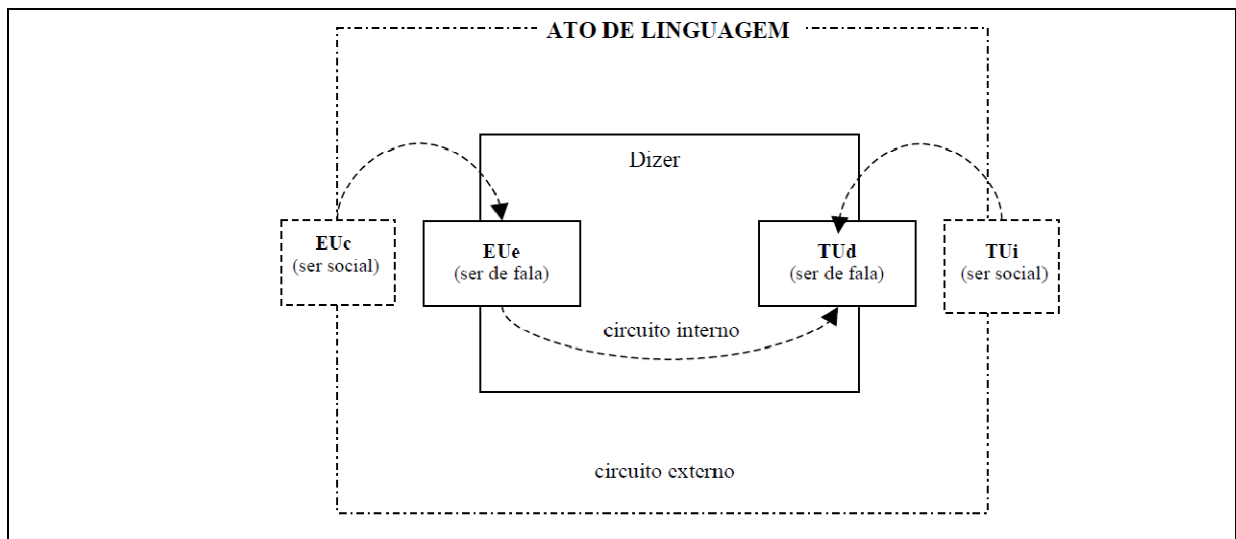 ATO DE LINGUAGEM
Dizer
EUc
(ser social)
EUe
(ser de fala)
TUd
(ser de fala)
TUi
(ser social)
circuito interno
circuito externo